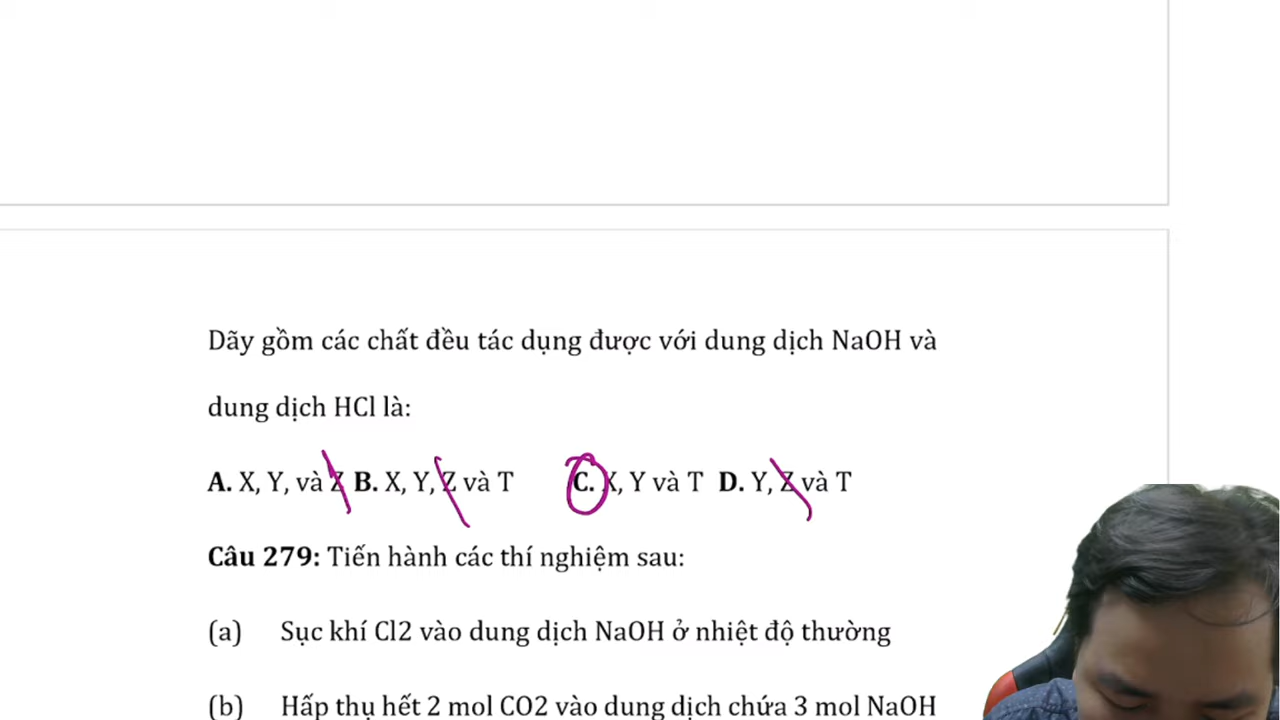 Dãy gồm các chất đều tác dụng được với dung dịch NaOH và
dung dịch HCl là:
A. X, Y, và Z B. X, Y, Z và T C. X, Y và T D. Y, Z và T
Câu 279: Tiến hành các thí nghiệm sau:
(a) Sục khí Cl2 vào dung dịch NaOH ở nhiệt độ thường
(b) Hấp thụ hết 2 mol CO2 vào dung dịch chứa 3 mol NaOH